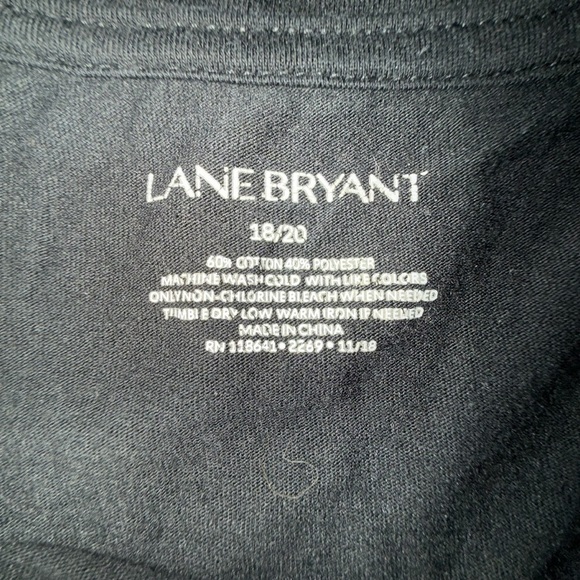 LANE BRYANT
18/20
60% COTTON 40% POLYESTER
MACHINE WASH COLD WITH LIKE COLORS
ONLY NON-CHLORINE BLEACH WHEN NEEDED
TUMBLE DRY LOW WARM IRON IF NEEDED
MADE IN CHINA
RN 118641 • 2269 • 11/18